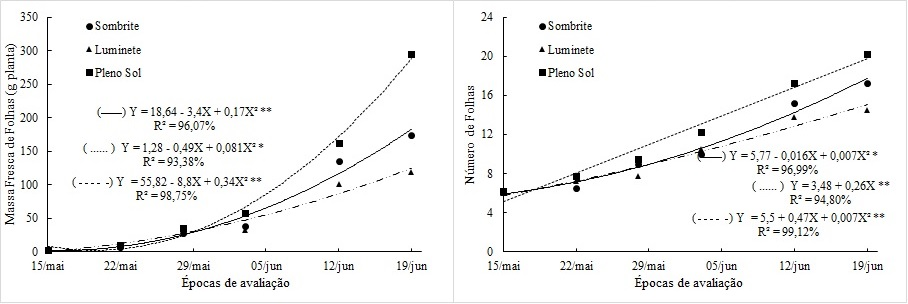 350
300
250
200
150
100
50
0
Massa Fresca de Folhas (g planta)
Sombrite
Luminete
Pleno Sol
(——) Y = 18,64 - 3,4X + 0,17X² **
R² = 96,07%
( ...... ) Y = 1,28 - 0,49X + 0,081X² *
R² = 93,38%
( - - - - -) Y = 55,82 - 8,8X + 0,34X² **
R² = 98,75%
15/mai 22/mai 29/mai 05/jun 12/jun 19/jun
Épocas de avaliação
24
20
16
12
8
4
0
Número de Folhas
Sombrite
Luminete
Pleno Sol
(——) Y = 5,77 - 0,016X + 0,007X² *
R² = 96,99%
( ...... ) Y = 3,48 + 0,26X **
R² = 94,80%
(- - - - -) Y = 5,5 + 0,47X + 0,007X² **
R² = 99,12%
15/mai 22/mai 29/mai 05/jun 12/jun 19/jun
Épocas de avaliação